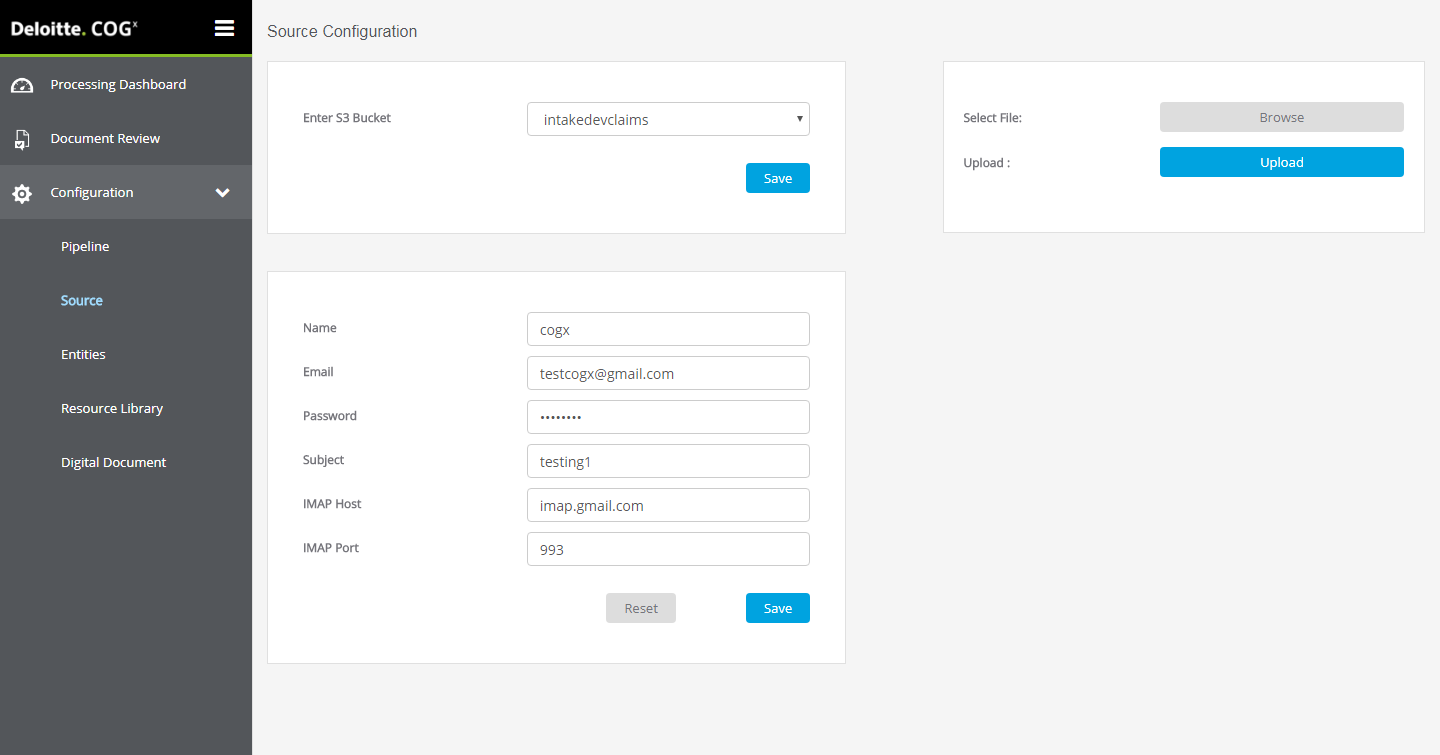 Deloitte. COGx
Processing Dashboard
Document Review
Configuration
Pipeline
Source
Entities
Resource Library
Digital Document
Source Configuration
Enter S3 Bucket
intakedevclaims
Save
Select File:
Browse
Upload :
Upload
Name
cogx
Email
testcogx@gmail.com
Password
••••••••
Subject
testing1
IMAP Host
imap.gmail.com
IMAP Port
993
Reset
Save